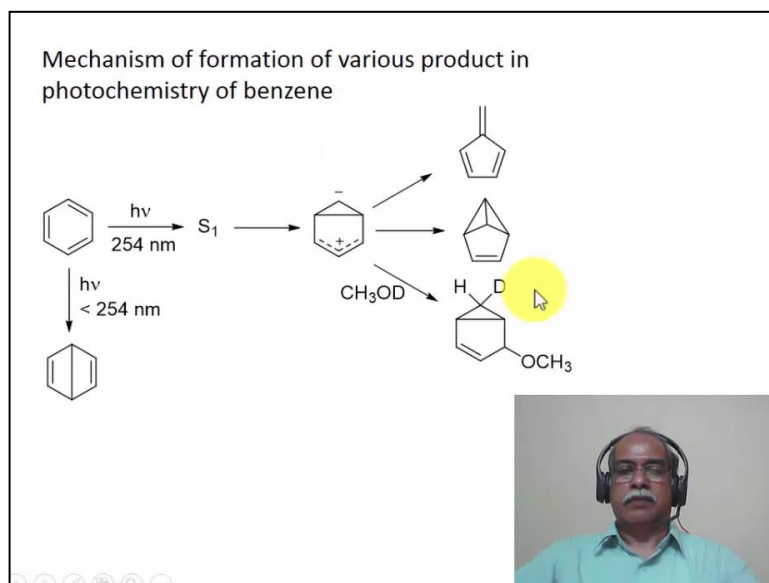 Mechanism of formation of various product in
photochemistry of benzene
hν
254 nm
S₁
−
+
hν
< 254 nm
CH₃OD
H D
OCH₃